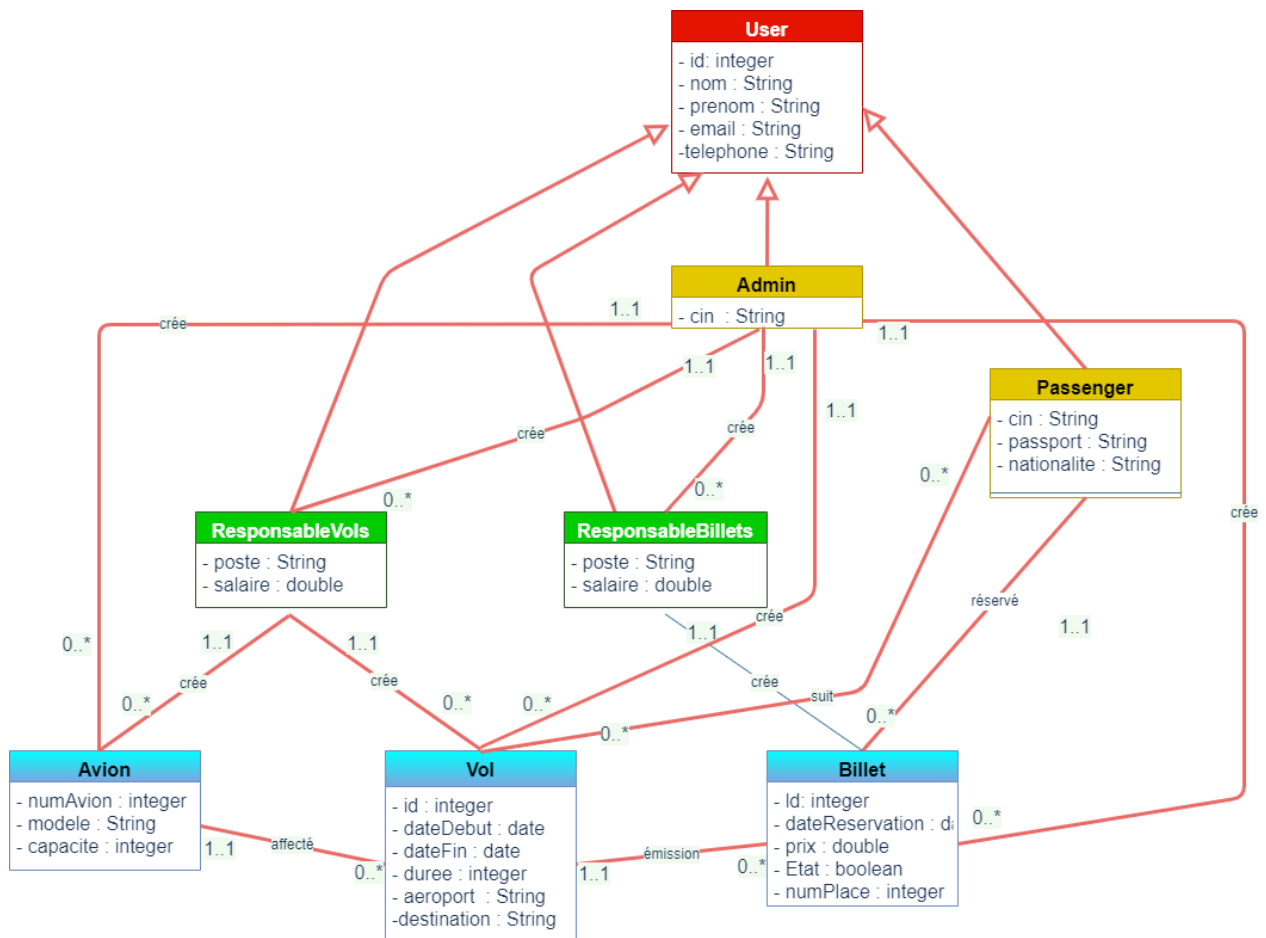 User
- id: integer
- nom : String
- prenom : String
- email : String
-telephone : String
Admin
- cin : String
1..1
crée
1..1
1..1
1..1
1..1
Passenger
- cin : String
- passport : String
- nationalite : String
crée
crée
0..*
0..*
0..*
crée
ResponsableVols
- poste : String
- salaire : double
ResponsableBillets
- poste : String
- salaire : double
réservé
crée
1..1
1..1
1..1
1..1
0..*
crée
crée
crée
suit
0..*
0..*
0..*
0..*
0..*
Avion
- numAvion : integer
- modele : String
- capacite : integer
Vol
- id : integer
- dateDebut : date
- dateFin : date
- duree : integer
- aeroport : String
-destination : String
Billet
- Id: integer
- dateReservation :
- prix : double
- Etat : boolean
- numPlace : integer
0..*
affecté
1..1
0..*
émission
1..1
0..*